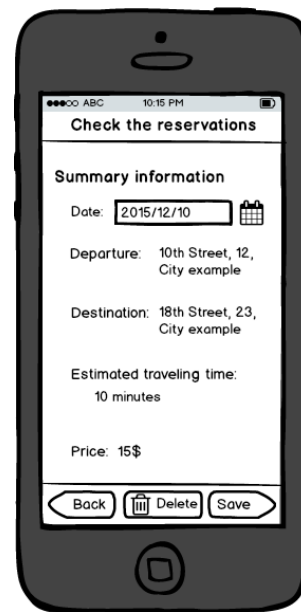 ABC 10:15 PM
Check the reservations
Summary information
Date: 2015/12/10
Departure: 10th Street, 12,
City example
Destination: 18th Street, 23,
City example
Estimated traveling time:
10 minutes
Price: 15$
Back Delete Save